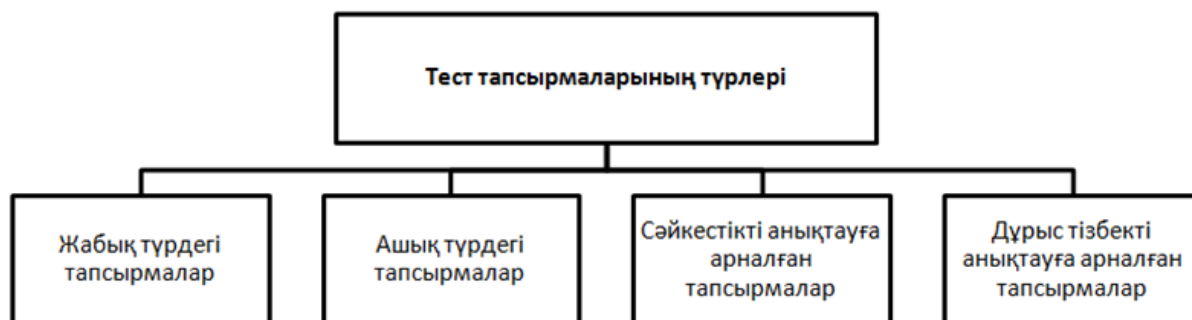 Тест тапсырмаларының түрлері
Жабық түрдегі
тапсырмалар
Ашық түрдегі
тапсырмалар
Сәйкестікті анықтауға
арналған
тапсырмалар
Дұрыс тізбекті
анықтауға арналған
тапсырмалар